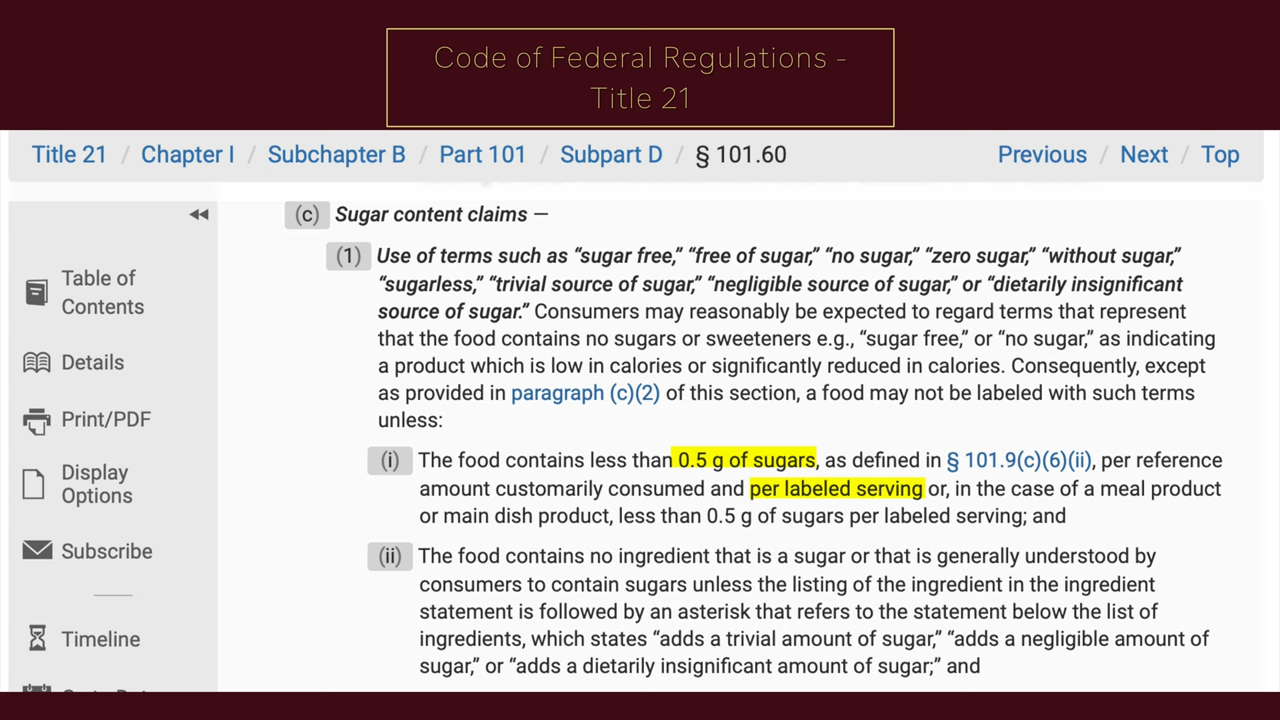 Code of Federal Regulations -
Title 21
Title 21 / Chapter I / Subchapter B / Part 101 / Subpart D / § 101.60
Previous / Next / Top
(c) Sugar content claims —
(1) Use of terms such as “sugar free,” “free of sugar,” “no sugar,” “zero sugar,” “without sugar,”
“sugarless,” “trivial source of sugar,” “negligible source of sugar,” or “dietarily insignificant
source of sugar.” Consumers may reasonably be expected to regard terms that represent
that the food contains no sugars or sweeteners e.g., “sugar free,” or “no sugar,” as indicating
a product which is low in calories or significantly reduced in calories. Consequently, except
as provided in paragraph (c)(2) of this section, a food may not be labeled with such terms
unless:
(i) The food contains less than 0.5 g of sugars, as defined in § 101.9(c)(6)(ii), per reference
amount customarily consumed and per labeled serving or, in the case of a meal product
or main dish product, less than 0.5 g of sugars per labeled serving; and
(ii) The food contains no ingredient that is a sugar or that is generally understood by
consumers to contain sugars unless the listing of the ingredient in the ingredient
statement is followed by an asterisk that refers to the statement below the list of
ingredients, which states “adds a trivial amount of sugar,” “adds a negligible amount of
sugar,” or “adds a dietarily insignificant amount of sugar;” and
Table of
Contents
Details
Print/PDF
Display
Options
Subscribe
Timeline